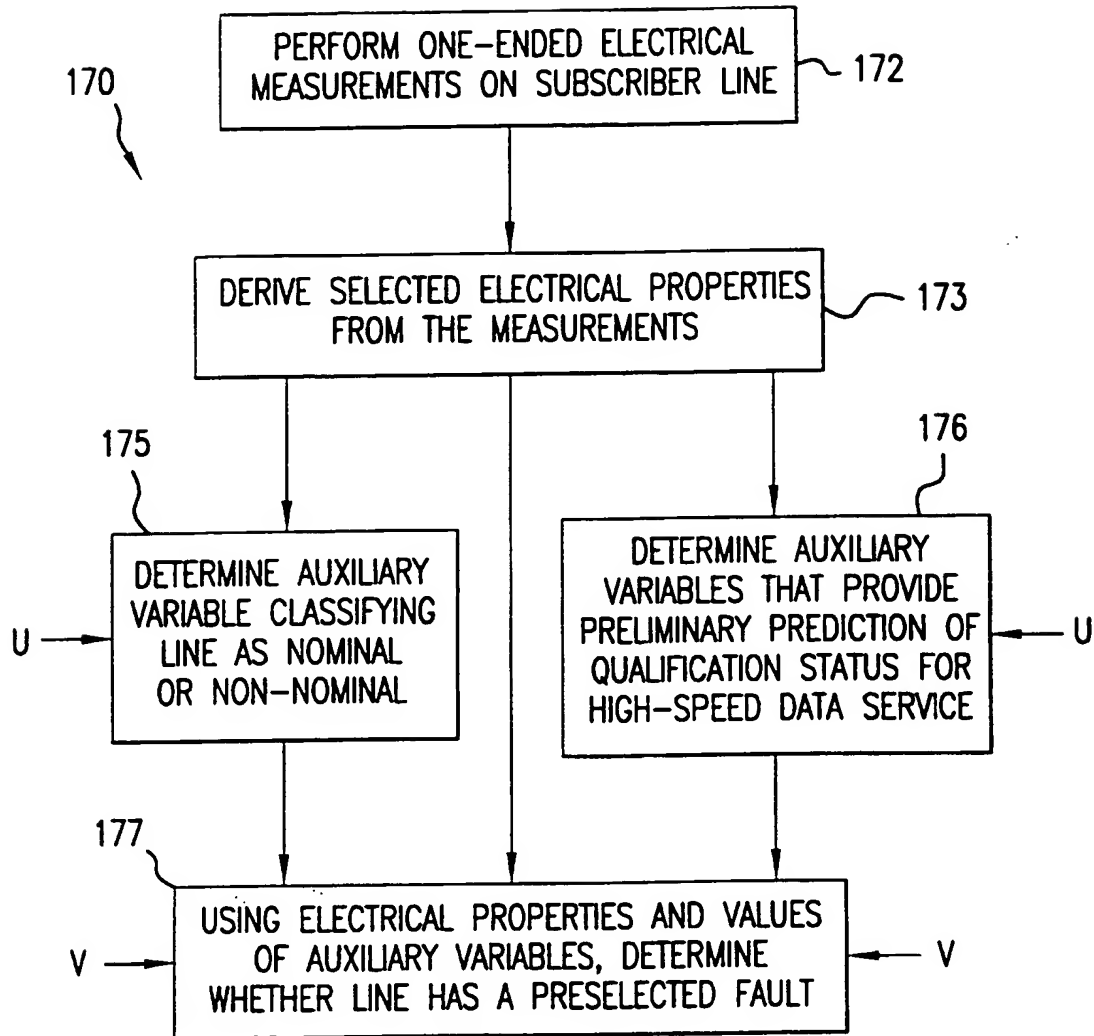 PERFORM ONE-ENDED ELECTRICAL
MEASUREMENTS ON SUBSCRIBER LINE
172
170
DERIVE SELECTED ELECTRICAL PROPERTIES
FROM THE MEASUREMENTS
173
175
DETERMINE AUXILIARY
VARIABLE CLASSIFYING
LINE AS NOMINAL
OR NON-NOMINAL
U
176
DETERMINE AUXILIARY
VARIABLES THAT PROVIDE
PRELIMINARY PREDICTION OF
QUALIFICATION STATUS FOR
HIGH-SPEED DATA SERVICE
U
177
USING ELECTRICAL PROPERTIES AND VALUES
OF AUXILIARY VARIABLES, DETERMINE
WHETHER LINE HAS A PRESELECTED FAULT
V
V